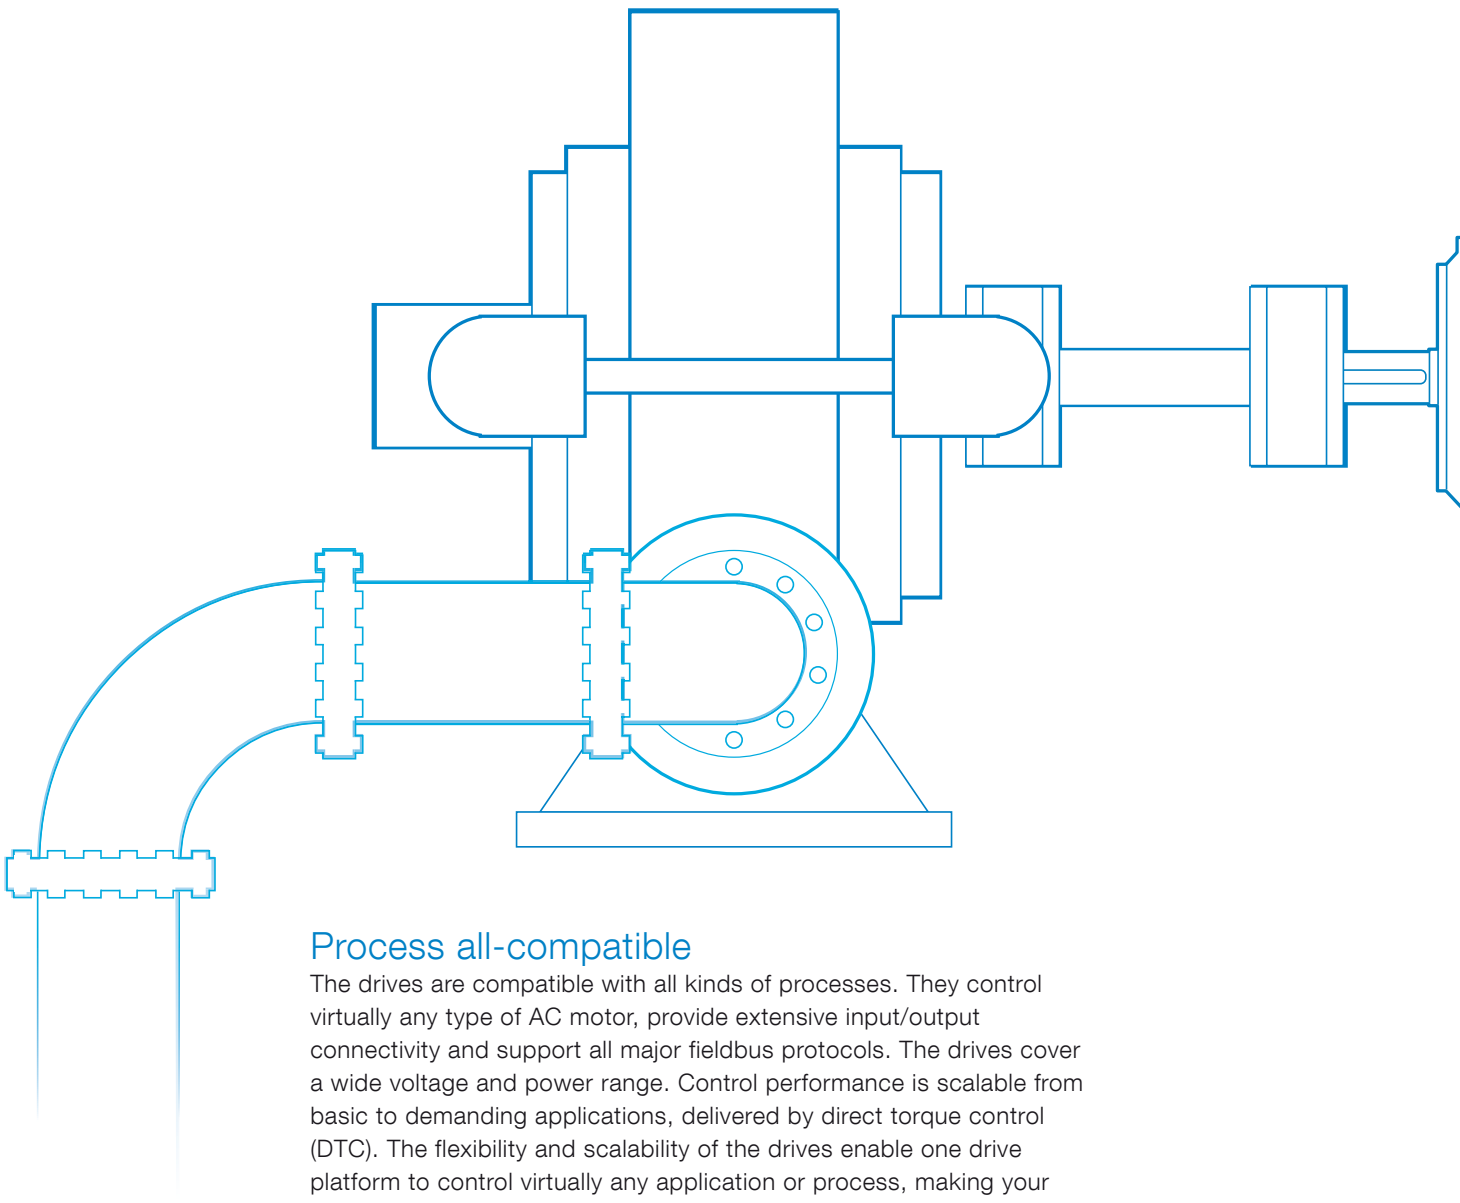 Process all-compatible
The drives are compatible with all kinds of processes. They control
virtually any type of AC motor, provide extensive input/output
connectivity and support all major fieldbus protocols. The drives cover
a wide voltage and power range. Control performance is scalable from
basic to demanding applications, delivered by direct torque control
(DTC). The flexibility and scalability of the drives enable one drive
platform to control virtually any application or process, making your